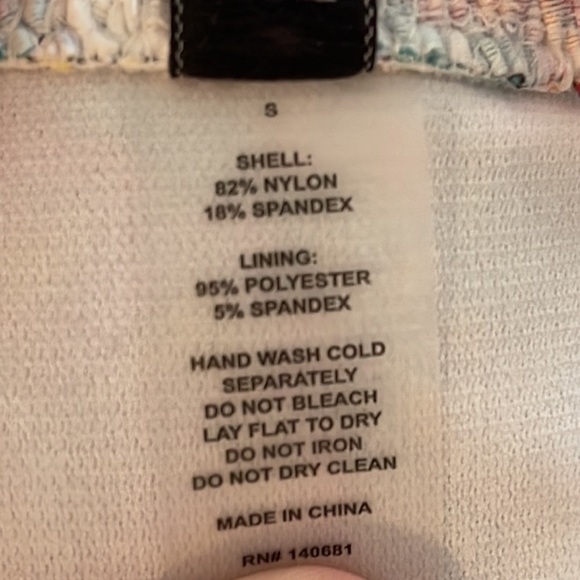 S
SHELL:
82% NYLON
18% SPANDEX
LINING:
95% POLYESTER
5% SPANDEX
HAND WASH COLD
SEPARATELY
DO NOT BLEACH
LAY FLAT TO DRY
DO NOT IRON
DO NOT DRY CLEAN
MADE IN CHINA
RN# 140681